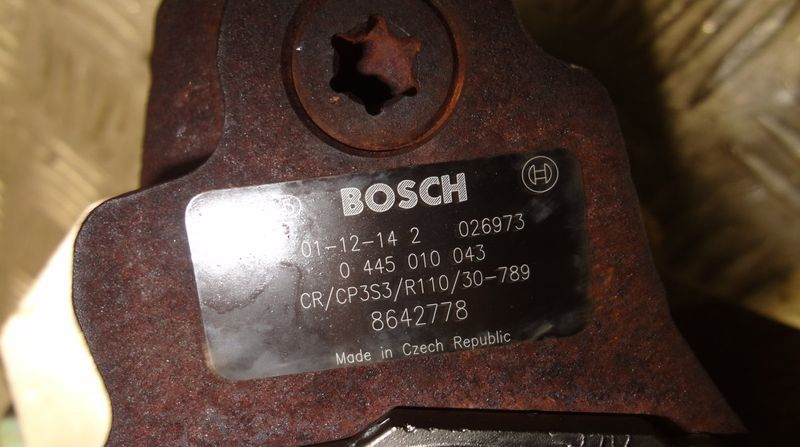 BOSCH
01-12-14 2 026973
0 445 010 043
CR/CP3S3/R110/30-789
8642778
Made in Czech Republic